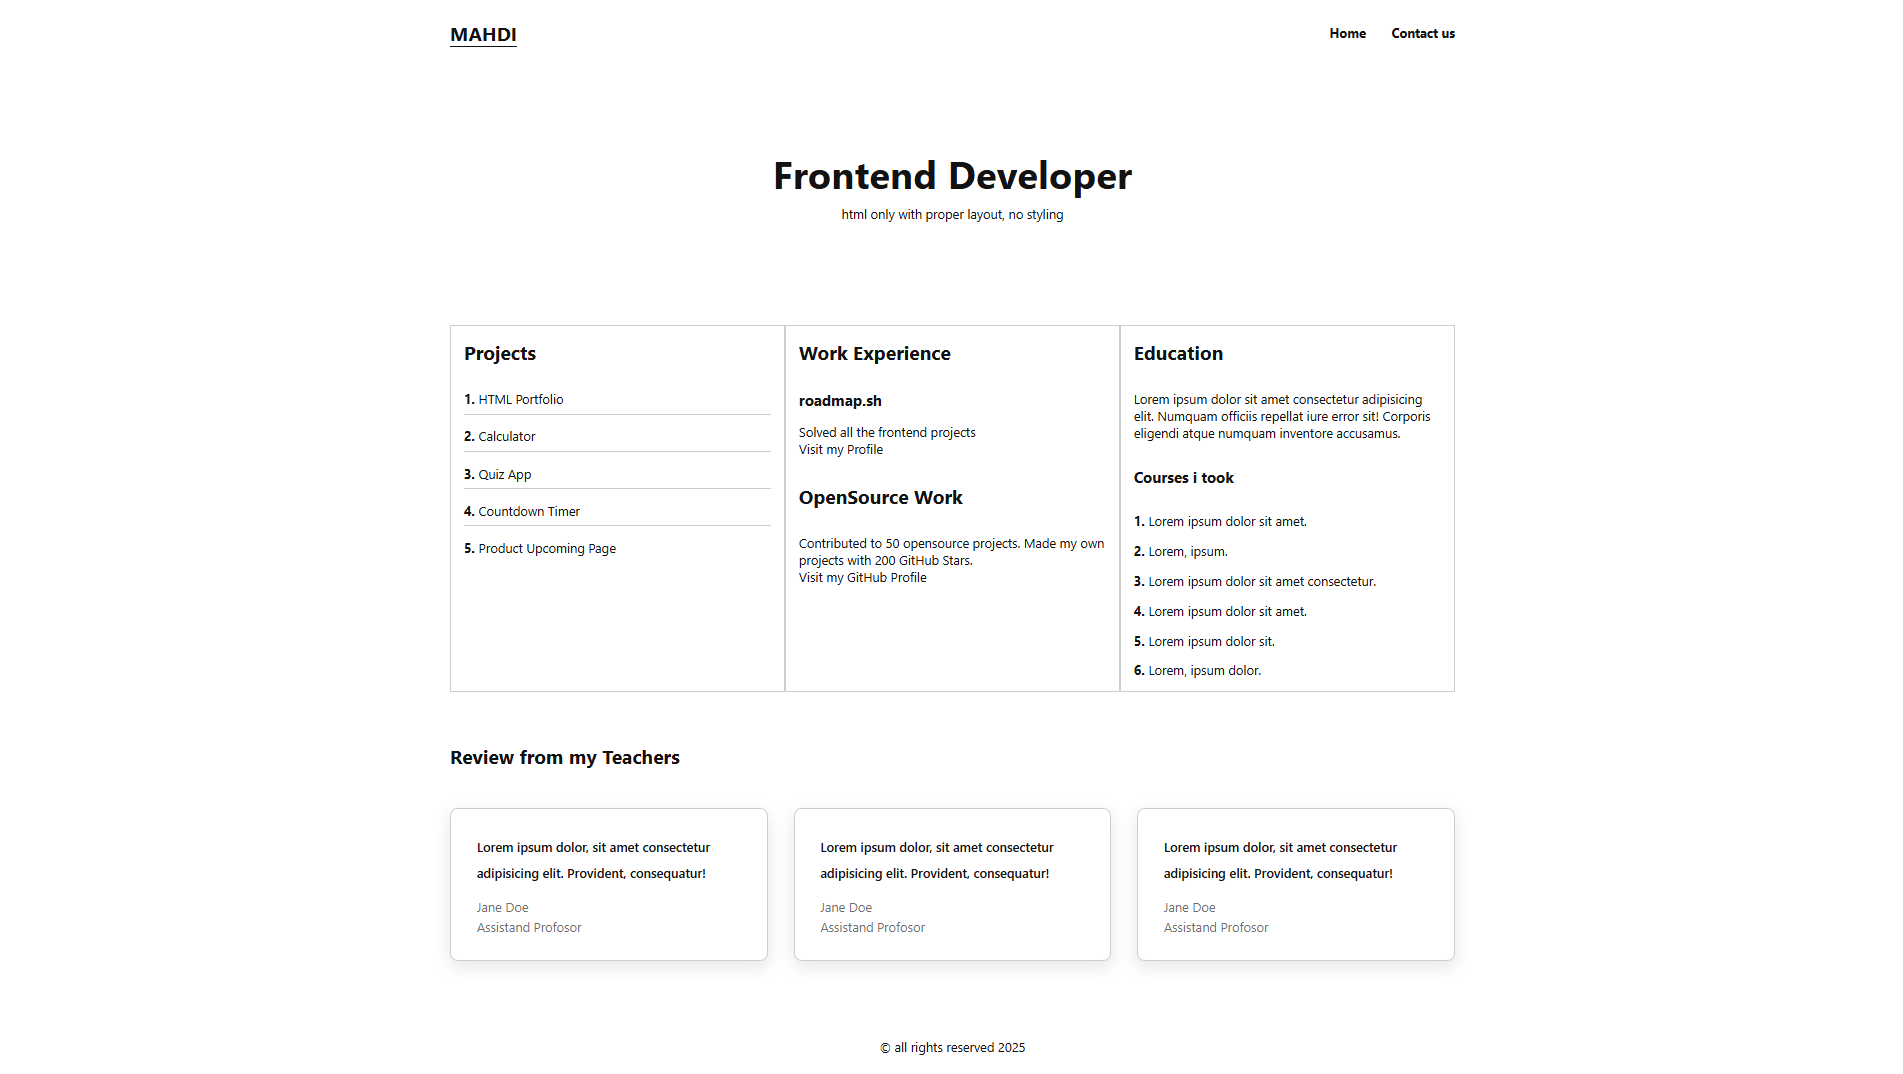 MAHDI
Home
Contact us
Frontend Developer
html only with proper layout, no styling
Projects
1. HTML Portfolio
2. Calculator
3. Quiz App
4. Countdown Timer
5. Product Upcoming Page
Work Experience
roadmap.sh
Solved all the frontend projects
Visit my Profile
OpenSource Work
Contributed to 50 opensource projects. Made my own
projects with 200 GitHub Stars.
Visit my GitHub Profile
Education
Lorem ipsum dolor sit amet consectetur adipisicing
elit. Numquam officiis repellat iure error sit! Corporis
eligendi atque numquam inventore accusamus.
Courses i took
1. Lorem ipsum dolor sit amet.
2. Lorem, ipsum.
3. Lorem ipsum dolor sit amet consectetur.
4. Lorem ipsum dolor sit amet.
5. Lorem ipsum dolor sit.
6. Lorem, ipsum dolor.
Review from my Teachers
Lorem ipsum dolor, sit amet consectetur
adipisicing elit. Provident, consequatur!
Jane Doe
Assistand Profosor
Lorem ipsum dolor, sit amet consectetur
adipisicing elit. Provident, consequatur!
Jane Doe
Assistand Profosor
Lorem ipsum dolor, sit amet consectetur
adipisicing elit. Provident, consequatur!
Jane Doe
Assistand Profosor
© all rights reserved 2025